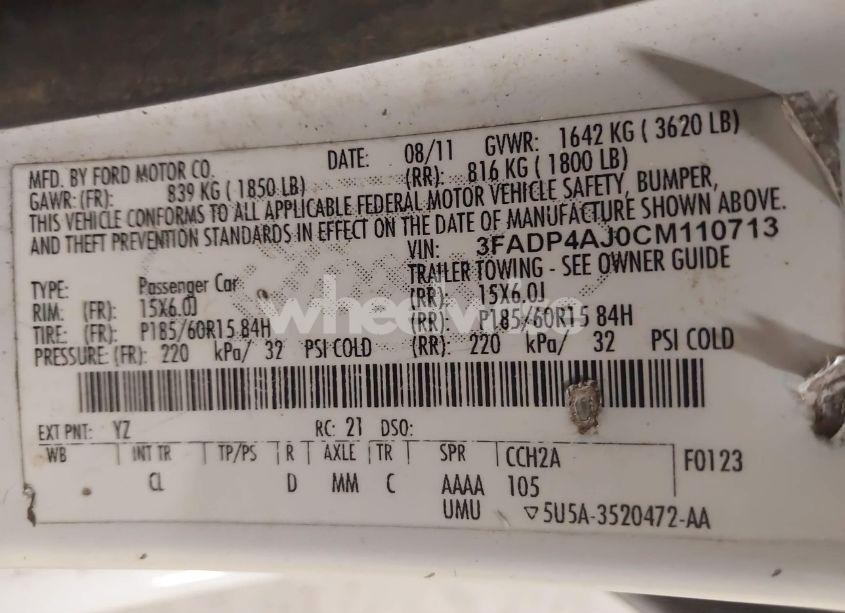 MFD. BY FORD MOTOR CO. DATE: 08/11 GVWR: 1642 KG ( 3620 LB)
GAWR: (FR): 839 KG ( 1850 LB) (RR): 816 KG ( 1800 LB)
THIS VEHICLE CONFORMS TO ALL APPLICABLE FEDERAL MOTOR VEHICLE SAFETY, BUMPER,
AND THEFT PREVENTION STANDARDS IN EFFECT ON THE DATE OF MANUFACTURE SHOWN ABOVE.
VIN: 3FADP4AJ0CM110713
TYPE: Passenger Car TRAILER TOWING - SEE OWNER GUIDE
RIM: (FR): 15X6.0J (RR): 15X6.0J
TIRE: (FR): P185/60R15 84H (RR): P185/60R15 84H
PRESSURE: (FR): 220 kPa/ 32 PSI COLD (RR): 220 kPa/ 32 PSI COLD
EXT PNT: YZ RC: 21 DSO:
WB INT TR TP/PS R AXLE TR SPR CCH2A F0123
CL D MM C AAAA 105
UMU ▽5U5A-3520472-AA